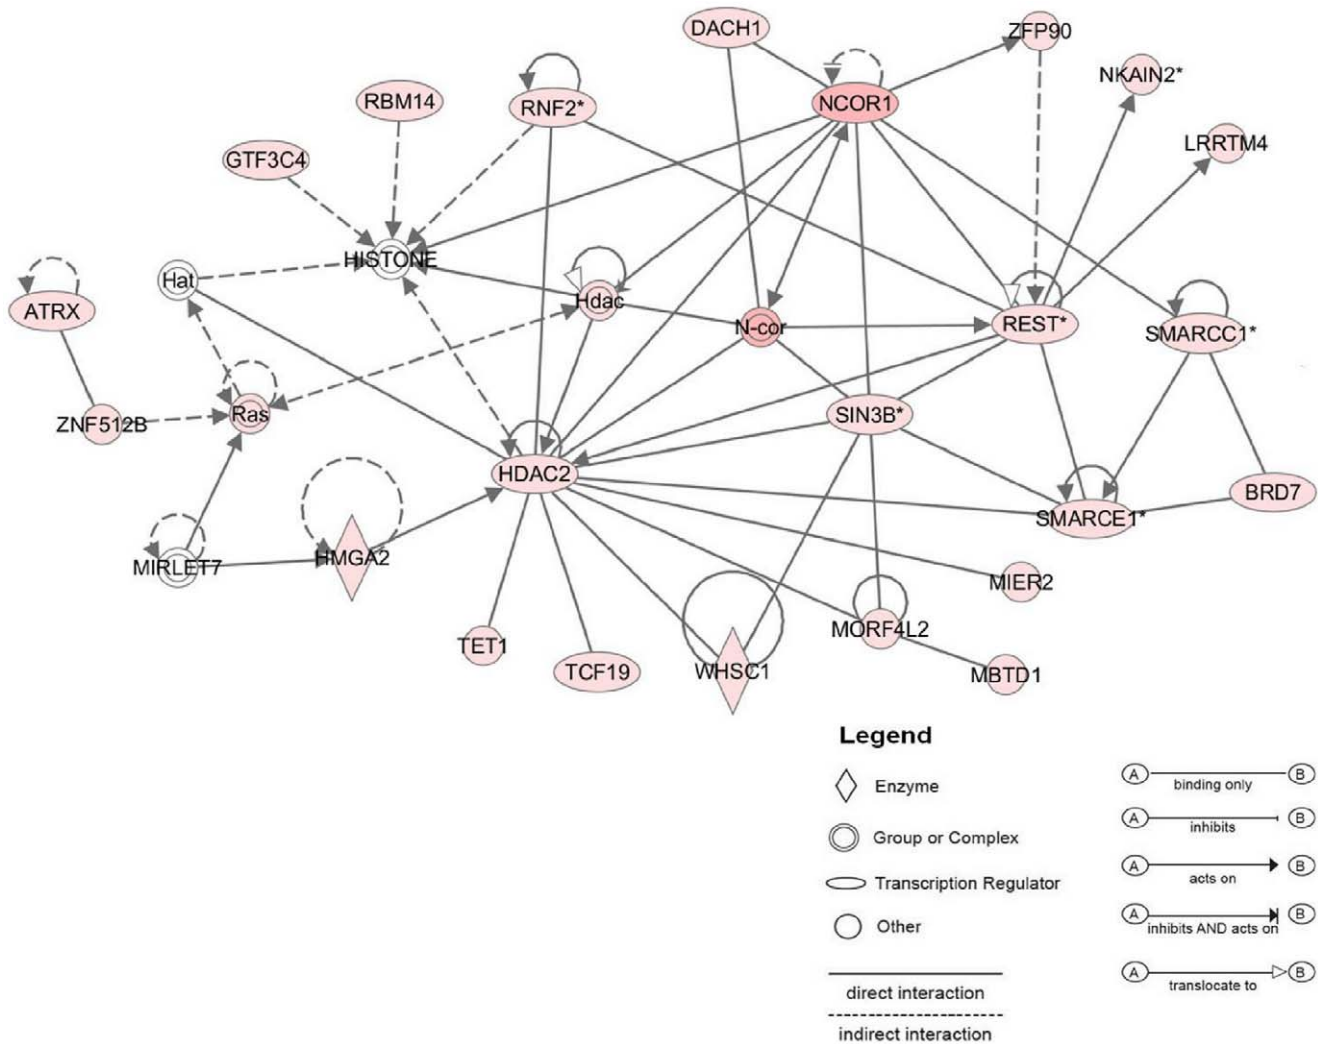 DACH1
ZFP90
NKAIN2*
RBM14
RNF2*
NCOR1
GTF3C4
LRRTM4
HISTONE
Hat
ATRX
Hdac
N-cor
REST*
SMARCC1*
ZNF512B
Ras
SIN3B*
HDAC2
BRD7
SMARCE1*
MIRLET7
HMGA2
MIER2
TET1
TCF19
WHSC1
MORF4L2
MBTD1
Legend
Enzyme
Group or Complex
Transcription Regulator
Other
direct interaction
indirect interaction
A B
binding only
A B
inhibits
A B
acts on
A B
inhibits AND acts on
A B
translocate to